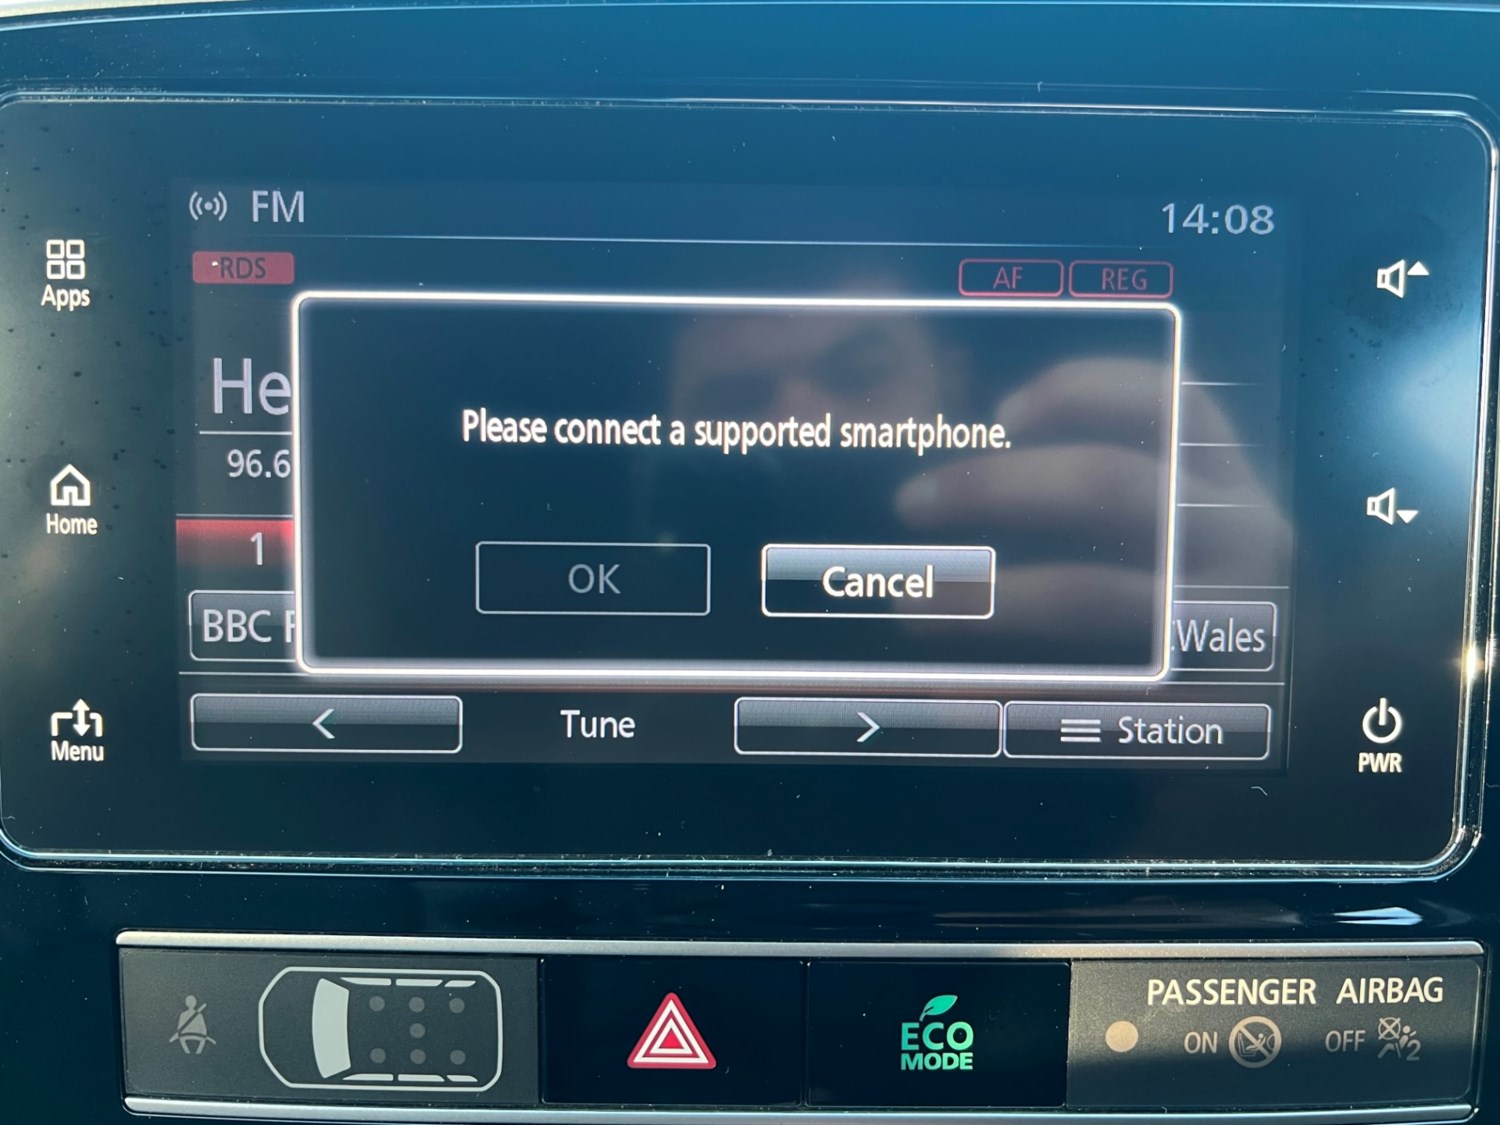 FM
14:08
Apps
RDS
AF
REG
He
Please connect a supported smartphone.
96.6
Home
1
OK
Cancel
BBC
Wales
Menu
Tune
Station
PWR
PASSENGER AIRBAG
ECO
MODE
ON
OFF
2